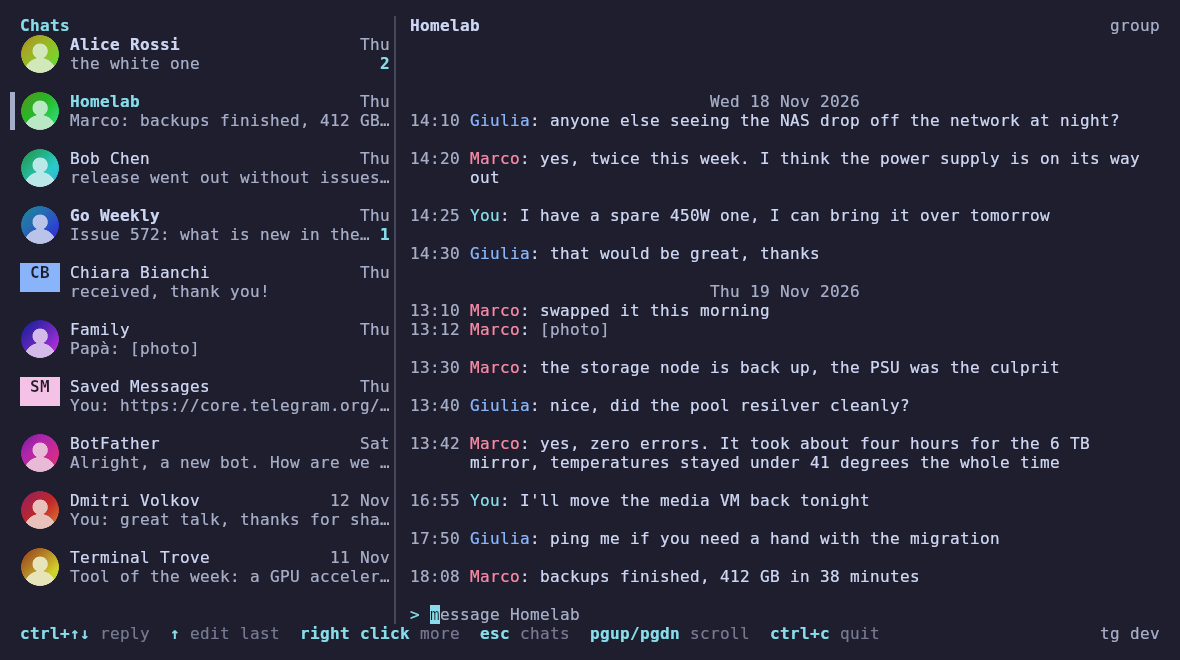 Chats
Alice Rossi Thu
the white one 2
Homelab Thu
Marco: backups finished, 412 GB…
Bob Chen Thu
release went out without issues…
Go Weekly Thu
Issue 572: what is new in the… 1
CB Chiara Bianchi Thu
received, thank you!
Family Thu
Papà: [photo]
SM Saved Messages Thu
You: https://core.telegram.org/…
BotFather Sat
Alright, a new bot. How are we …
Dmitri Volkov 12 Nov
You: great talk, thanks for sha…
Terminal Trove 11 Nov
Tool of the week: a GPU acceler…
Homelab group
Wed 18 Nov 2026
14:10 Giulia: anyone else seeing the NAS drop off the network at night?
14:20 Marco: yes, twice this week. I think the power supply is on its way
out
14:25 You: I have a spare 450W one, I can bring it over tomorrow
14:30 Giulia: that would be great, thanks
Thu 19 Nov 2026
13:10 Marco: swapped it this morning
13:12 Marco: [photo]
13:30 Marco: the storage node is back up, the PSU was the culprit
13:40 Giulia: nice, did the pool resilver cleanly?
13:42 Marco: yes, zero errors. It took about four hours for the 6 TB
mirror, temperatures stayed under 41 degrees the whole time
16:55 You: I'll move the media VM back tonight
17:50 Giulia: ping me if you need a hand with the migration
18:08 Marco: backups finished, 412 GB in 38 minutes
> message Homelab
ctrl+↑↓ reply ↑ edit last right click more esc chats pgup/pgdn scroll ctrl+c quit tg dev